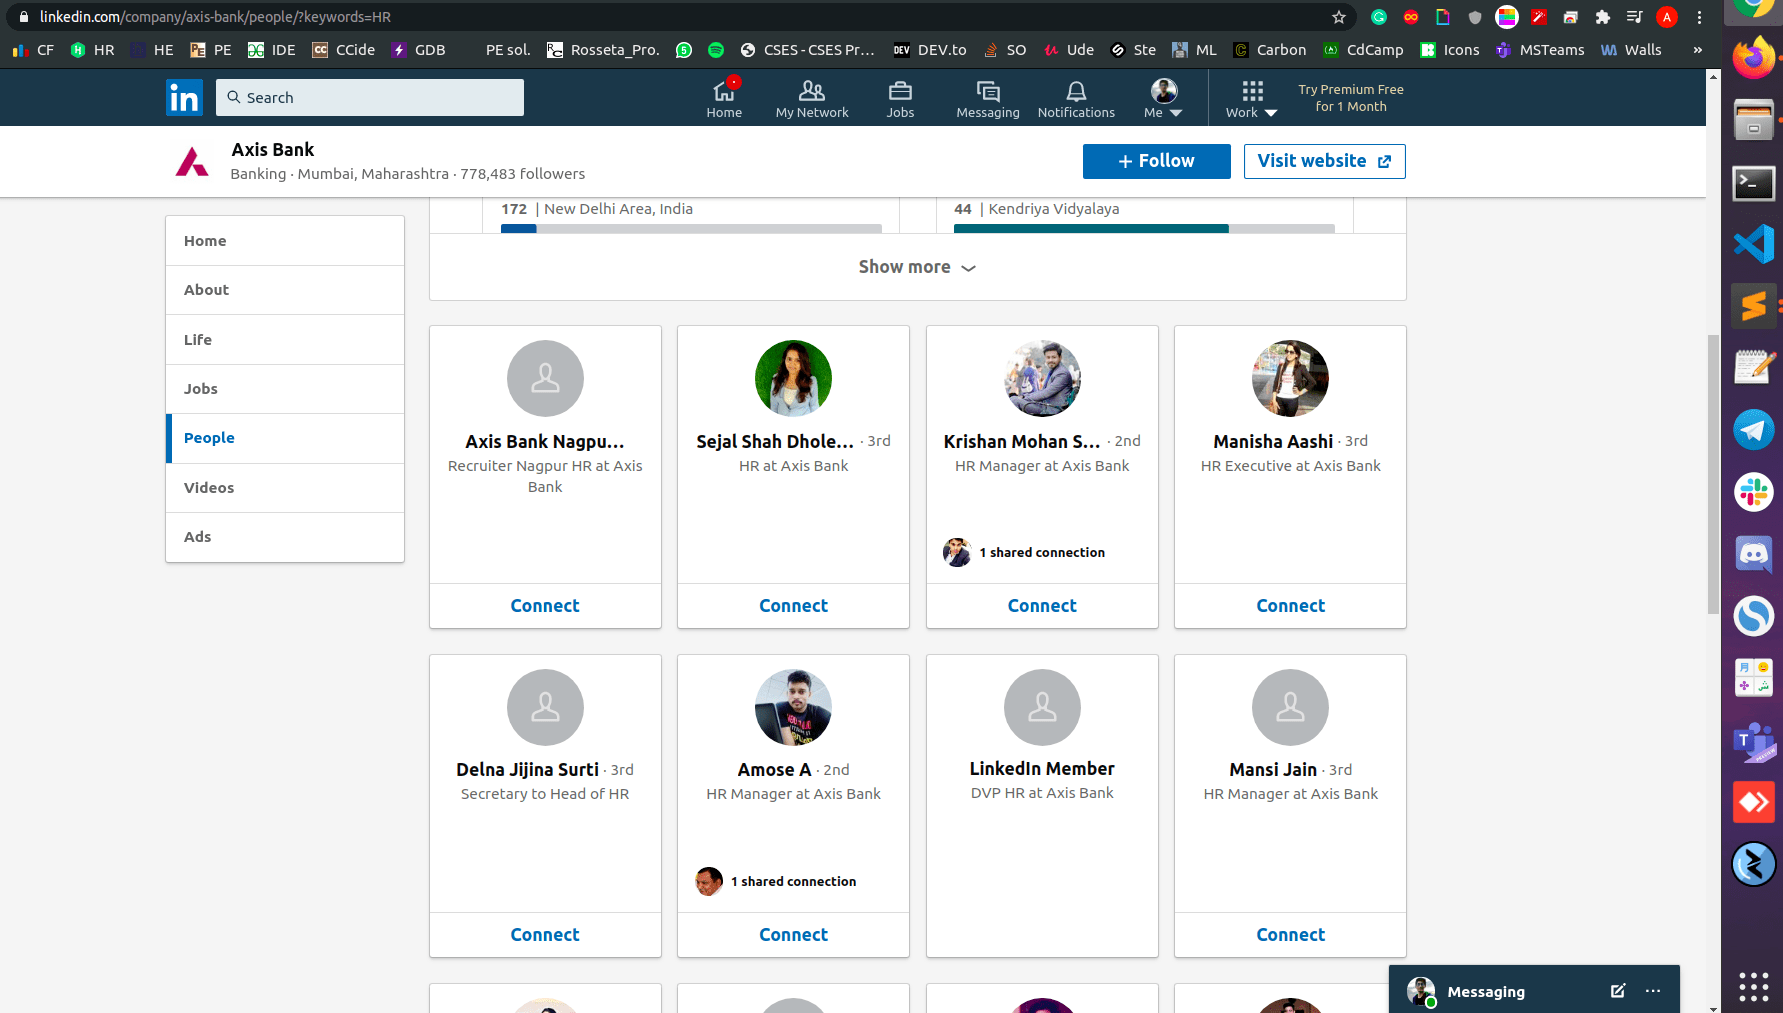 linkedin.com/company/axis-bank/people/?keywords=HR
A
CF HR HE PE IDE CCide GDB PE sol. Rosseta_Pro. CSES - CSES Pr... DEV.to SO Ude Ste ML Carbon CdCamp Icons MSTeams Walls »
in Search
Home My Network Jobs Messaging Notifications Me Work
Try Premium Free
for 1 Month
Axis Bank
Banking · Mumbai, Maharashtra · 778,483 followers
+ Follow
Visit website
Home
About
Life
Jobs
People
Videos
Ads
172 | New Delhi Area, India
44 | Kendriya Vidyalaya
Show more
Axis Bank Nagpu...
Recruiter Nagpur HR at Axis
Bank
Connect
Sejal Shah Dhole... · 3rd
HR at Axis Bank
Connect
Krishan Mohan S... · 2nd
HR Manager at Axis Bank
1 shared connection
Connect
Manisha Aashi · 3rd
HR Executive at Axis Bank
Connect
Delna Jijina Surti · 3rd
Secretary to Head of HR
Connect
Amose A · 2nd
HR Manager at Axis Bank
1 shared connection
Connect
LinkedIn Member
DVP HR at Axis Bank
Mansi Jain · 3rd
HR Manager at Axis Bank
Connect
Messaging